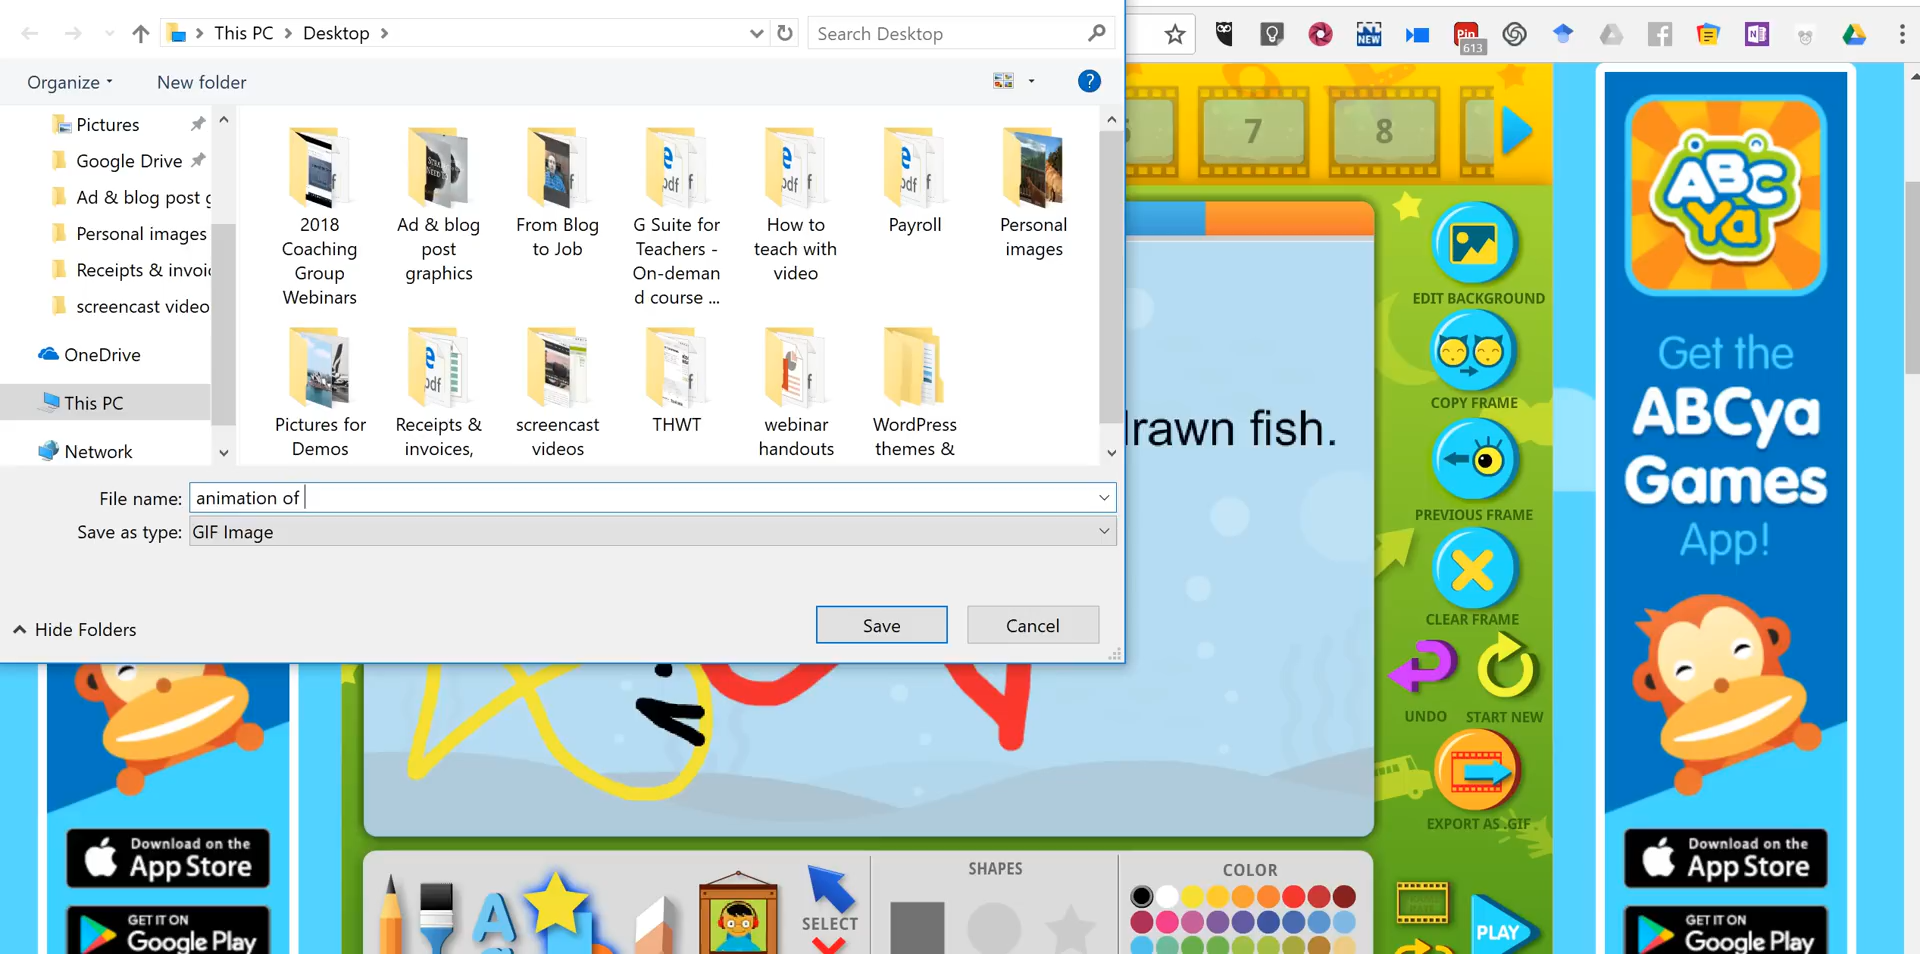 This PC
Desktop
Search Desktop
Organize
New folder
?
NEW
Pin
613
Pictures
Google Drive
Ad & blog post g
Personal images
Receipts & invoic
screencast video
OneDrive
This PC
Network
2018
Coaching
Group
Webinars
Ad & blog
post
graphics
From Blog
to Job
G Suite for
Teachers -
On-deman
d course ...
How to
teach with
video
Payroll
Personal
images
Pictures for
Demos
Receipts &
invoices,
screencast
videos
THWT
webinar
handouts
WordPress
themes &
File name:
animation of
Save as type:
GIF Image
Hide Folders
Save
Cancel
7
8
drawn fish.
EDIT BACKGROUND
COPY FRAME
PREVIOUS FRAME
CLEAR FRAME
UNDO
START NEW
EXPORT AS .GIF
PLAY
SELECT
SHAPES
COLOR
ABC
Ya
Get the
ABCya
Games
App!
Download on the
App Store
GET IT ON
Google Play
Download on the
App Store
GET IT ON
Google Play